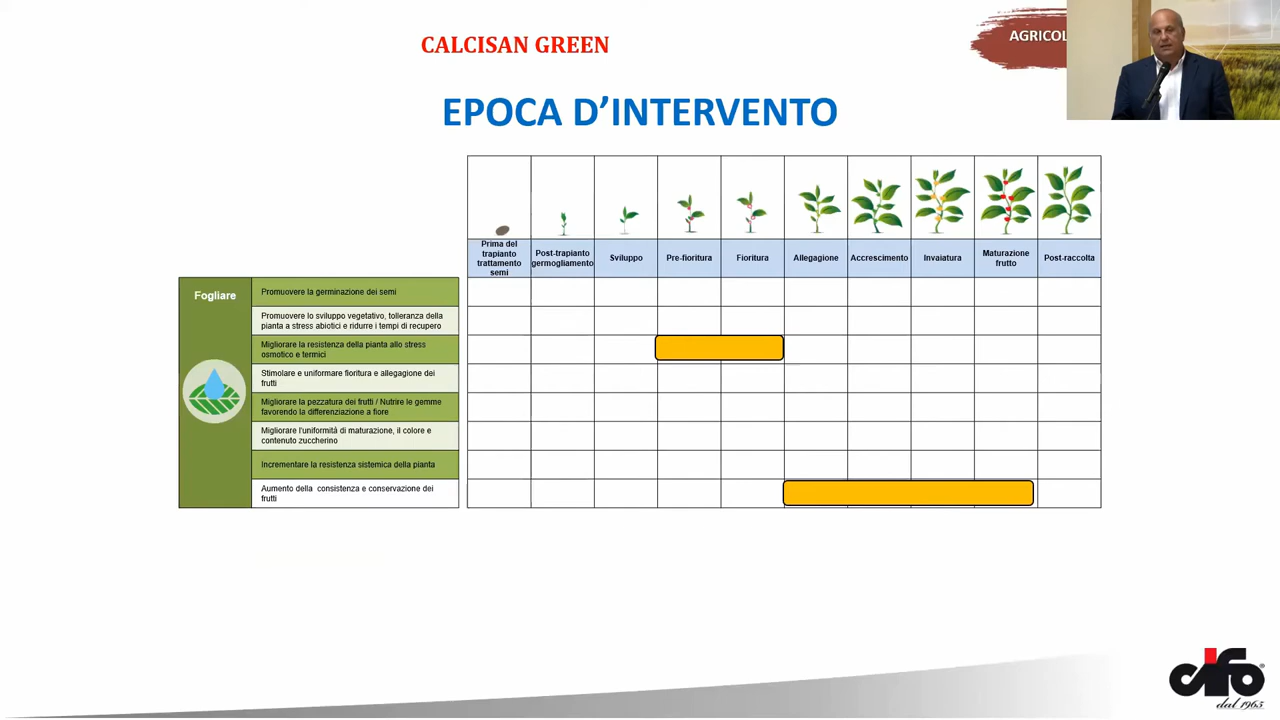 CALCISAN GREEN
AGRICOL
EPOCA D’INTERVENTO
Prima del
trapianto
trattamento
semi
Post-trapianto
germogliamento
Sviluppo
Pre-fioritura
Fioritura
Allegagione
Accrescimento
Invaiatura
Maturazione
frutto
Post-raccolta
Fogliare
Promuovere la germinazione dei semi
Promuovere lo sviluppo vegetativo, tolleranza della
pianta a stress abiotici e ridurre i tempi di recupero
Migliorare la resistenza della pianta allo stress
osmotico e termici
Stimolare e uniformare fioritura e allegagione dei
frutti
Migliorare la pezzatura dei frutti / Nutrire le gemme
favorendo la differenziazione a fiore
Migliorare l'uniformità di maturazione, il colore e
contenuto zuccherino
Incrementare la resistenza sistemica della pianta
Aumento della consistenza e conservazione dei
frutti
cifo®
dal 1965